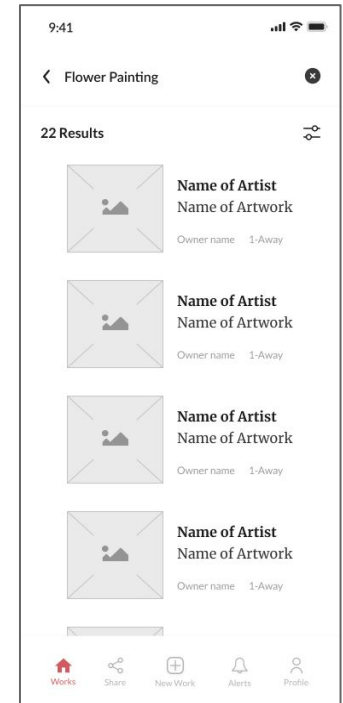 9:41
Flower Painting
22 Results
Name of Artist
Name of Artwork
Owner name 1-Away
Name of Artist
Name of Artwork
Owner name 1-Away
Name of Artist
Name of Artwork
Owner name 1-Away
Name of Artist
Name of Artwork
Owner name 1-Away
Works Share New Work Alerts Profile